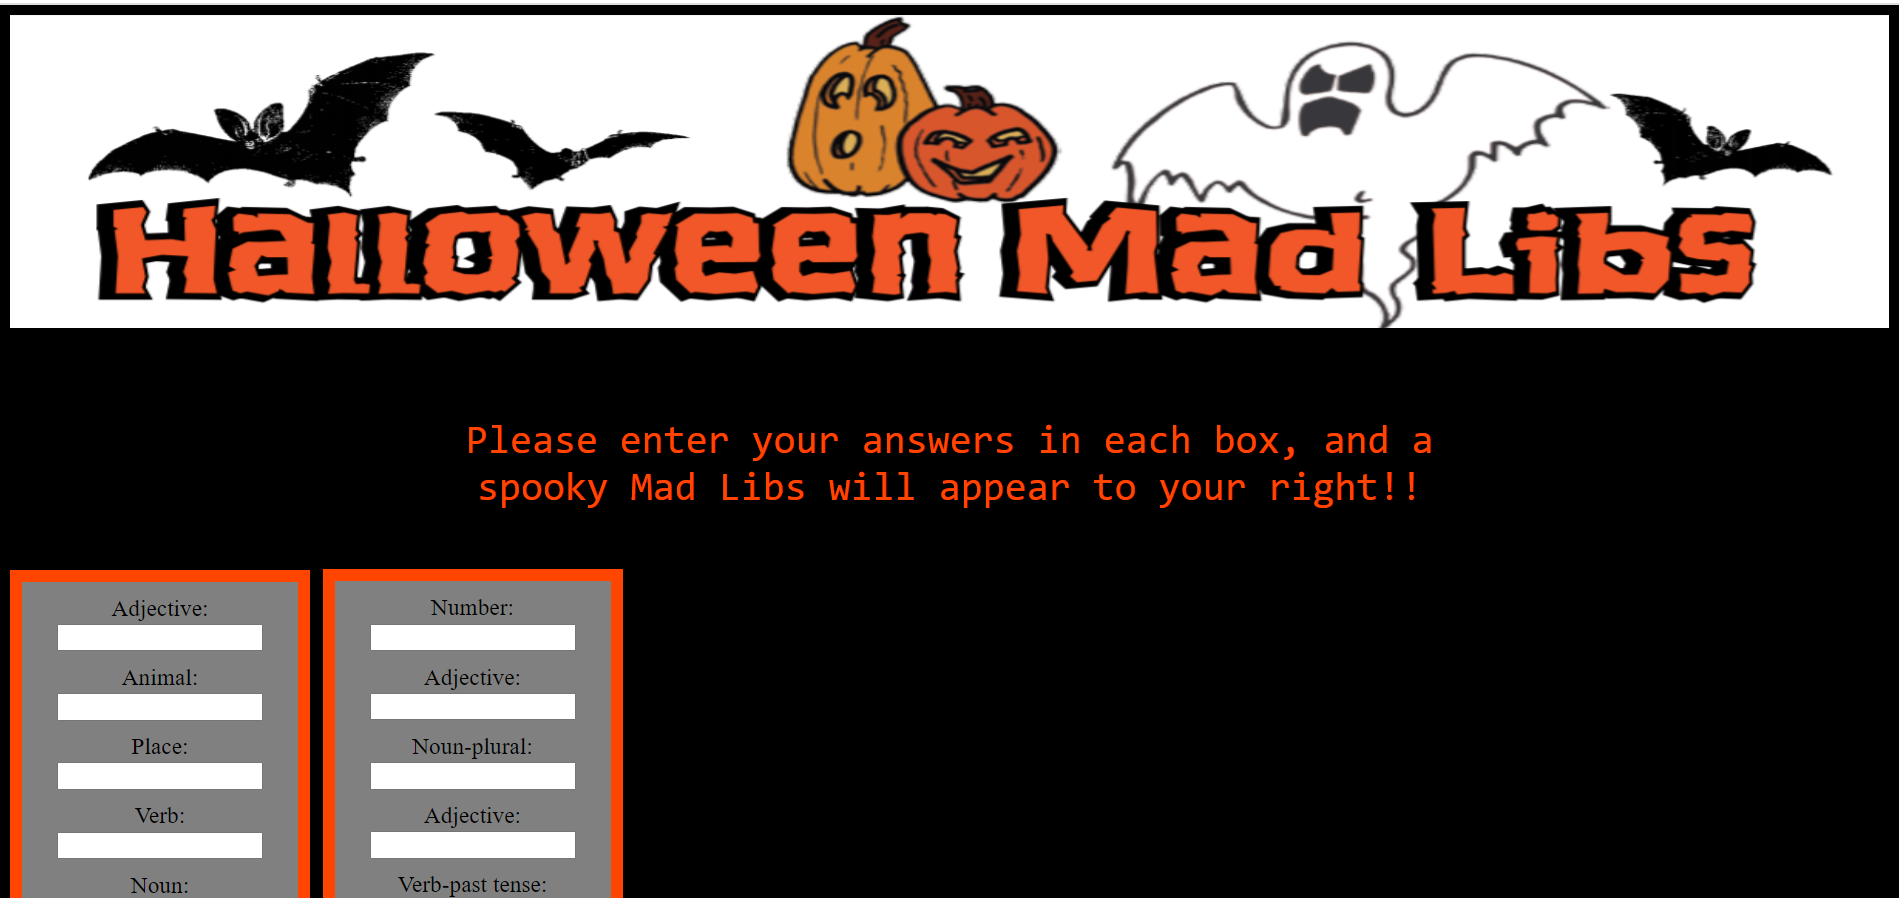 Halloween Mad Libs
Please enter your answers in each box, and a
spooky Mad Libs will appear to your right!!
Adjective:
Animal:
Place:
Verb:
Noun:
Number:
Adjective:
Noun-plural:
Adjective:
Verb-past tense: